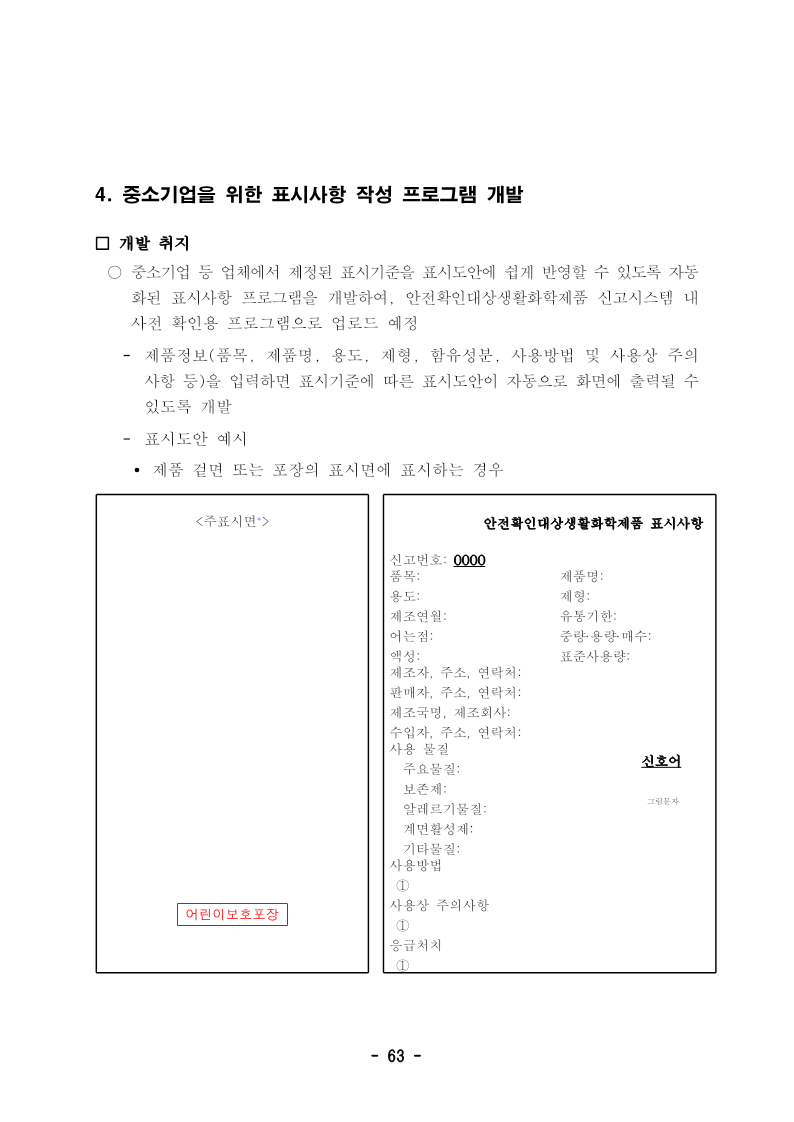 4. 중소기업을 위한 표시사항 작성 프로그램 개발
□ 개발 취지
○ 중소기업 등 업체에서 제정된 표시기준을 표시도안에 쉽게 반영할 수 있도록 자동
화된 표시사항 프로그램을 개발하여, 안전확인대상생활화학제품 신고시스템 내
사전 확인용 프로그램으로 업로드 예정
- 제품정보(품목, 제품명, 용도, 제형, 함유성분, 사용방법 및 사용상 주의
사항 등)을 입력하면 표시기준에 따른 표시도안이 자동으로 화면에 출력될 수
있도록 개발
- 표시도안 예시
• 제품 겉면 또는 포장의 표시면에 표시하는 경우
<주표시면*>
어린이보호포장
안전확인대상생활화학제품 표시사항
신고번호: 0000
품목: 제품명:
용도: 제형:
제조연월: 유통기한:
어는점: 중량·용량·매수:
액성: 표준사용량:
제조자, 주소, 연락처:
판매자, 주소, 연락처:
제조국명, 제조회사:
수입자, 주소, 연락처:
사용 물질
신호어
주요물질:
보존제:
그림문자
알레르기물질:
계면활성제:
기타물질:
사용방법
①
사용상 주의사항
①
응급처치
①
- 63 -